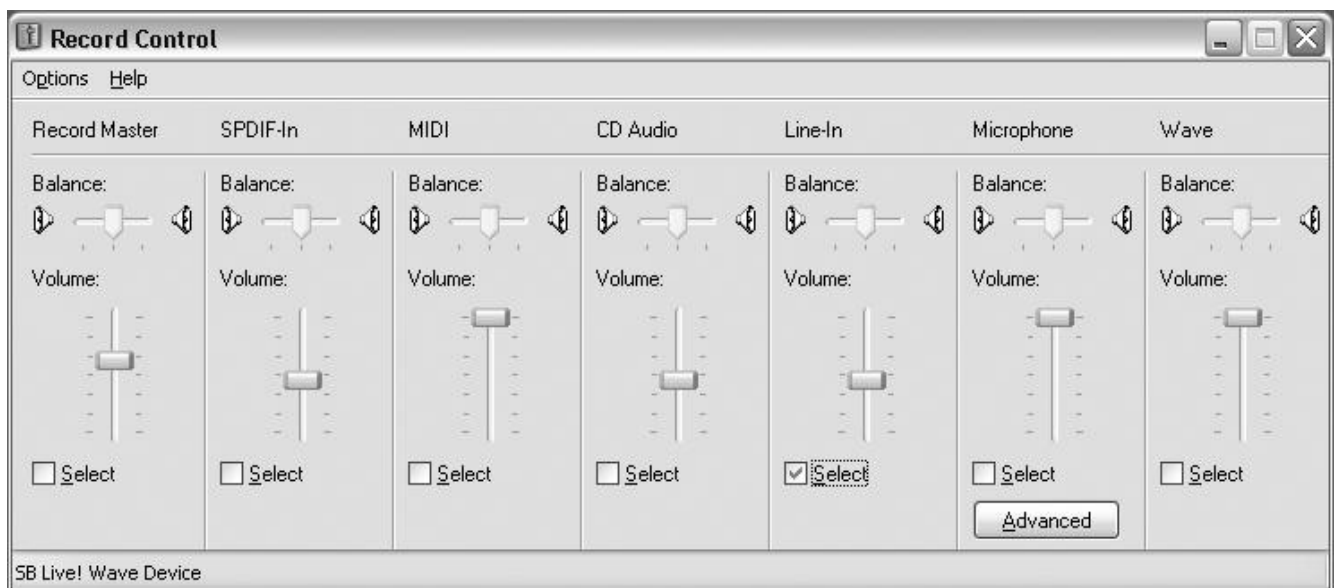 Record Control
Options Help
Record Master SPDIF-In MIDI CD Audio Line-In Microphone Wave
Balance: Balance: Balance: Balance: Balance: Balance: Balance:
Volume: Volume: Volume: Volume: Volume: Volume: Volume:
Select Select Select Select Select Select Select
Advanced
SB Live! Wave Device